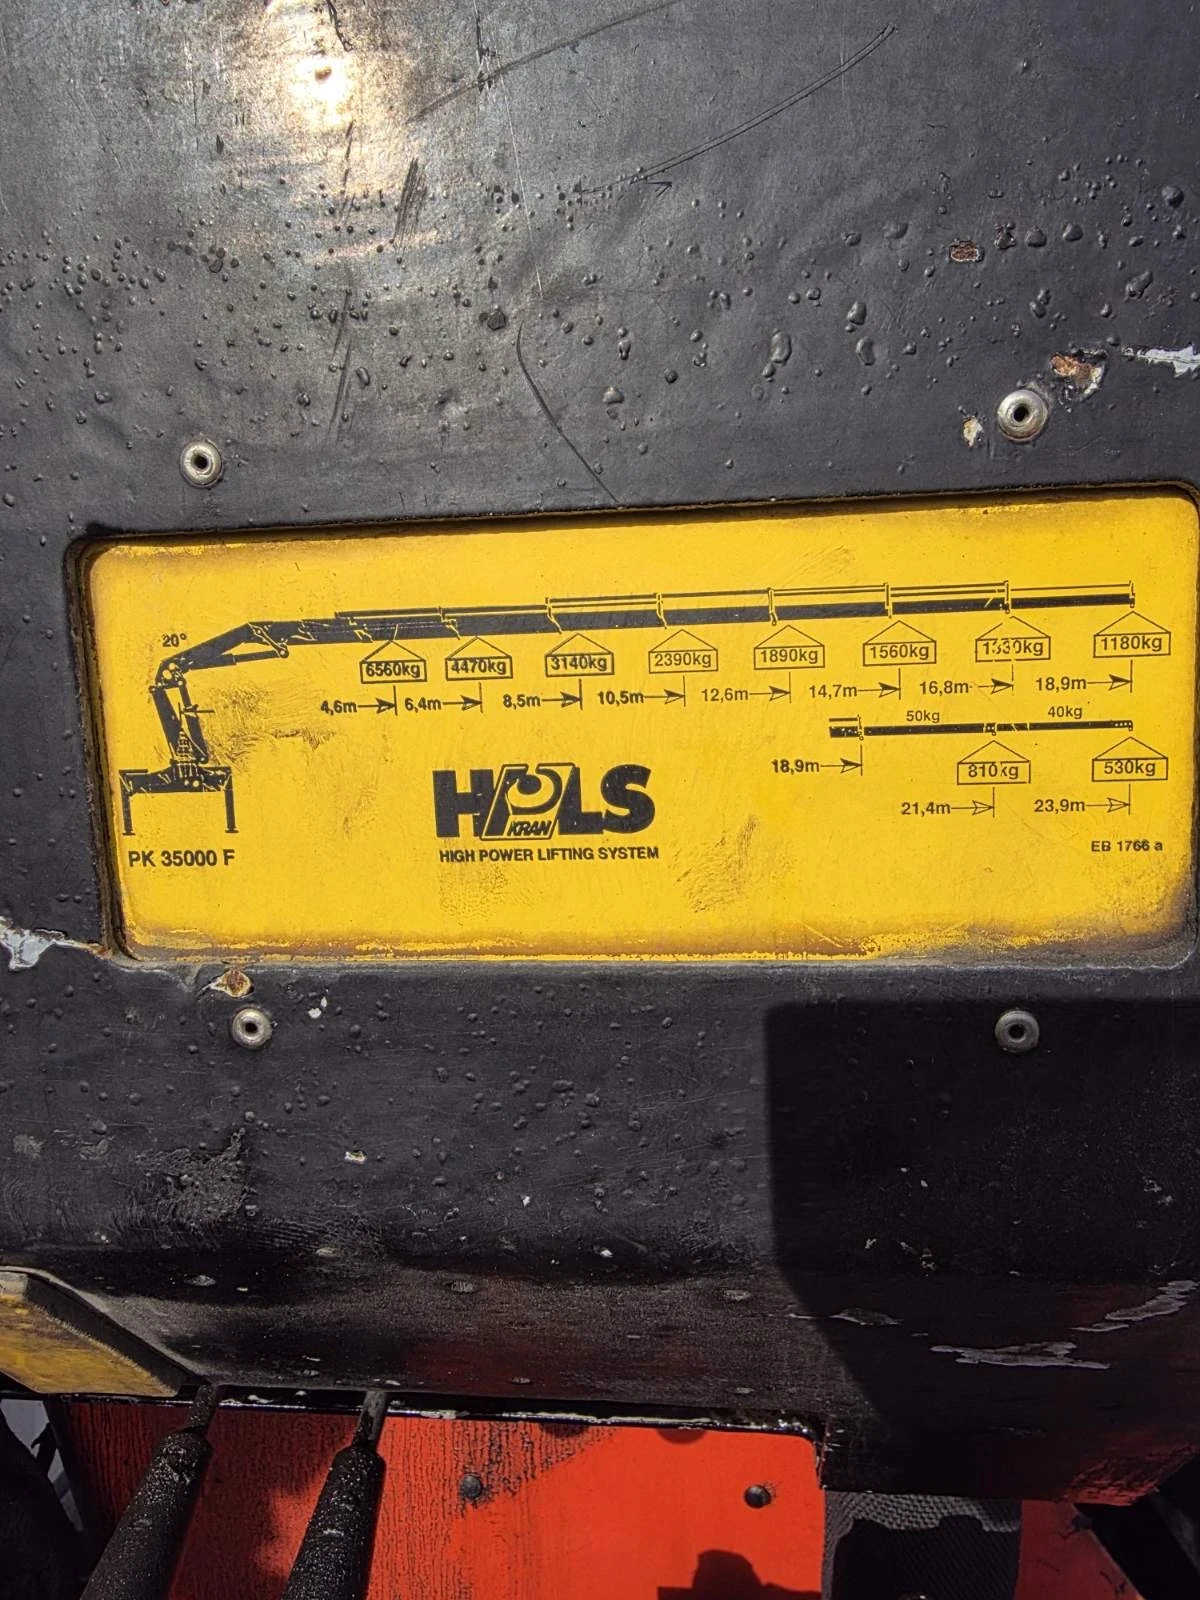 20°
6560kg 4470kg 3140kg 2390kg 1890kg 1560kg 1330kg 1180kg
4,6m 6,4m 8,5m 10,5m 12,6m 14,7m 16,8m 18,9m
50kg 40kg
18,9m 810kg 530kg
21,4m 23,9m
HPLS
KRAN
HIGH POWER LIFTING SYSTEM
PK 35000 F
EB 1766 a